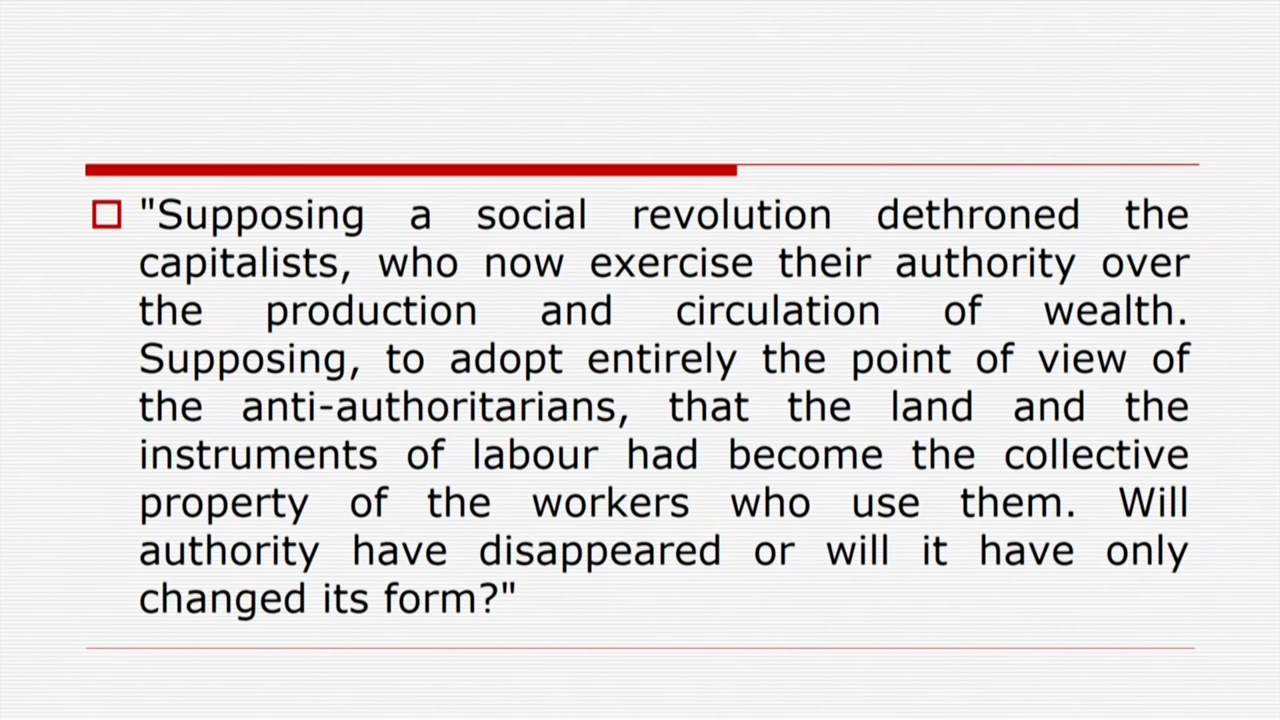 "Supposing a social revolution dethroned the
capitalists, who now exercise their authority over
the production and circulation of wealth.
Supposing, to adopt entirely the point of view of
the anti-authoritarians, that the land and the
instruments of labour had become the collective
property of the workers who use them. Will
authority have disappeared or will it have only
changed its form?"